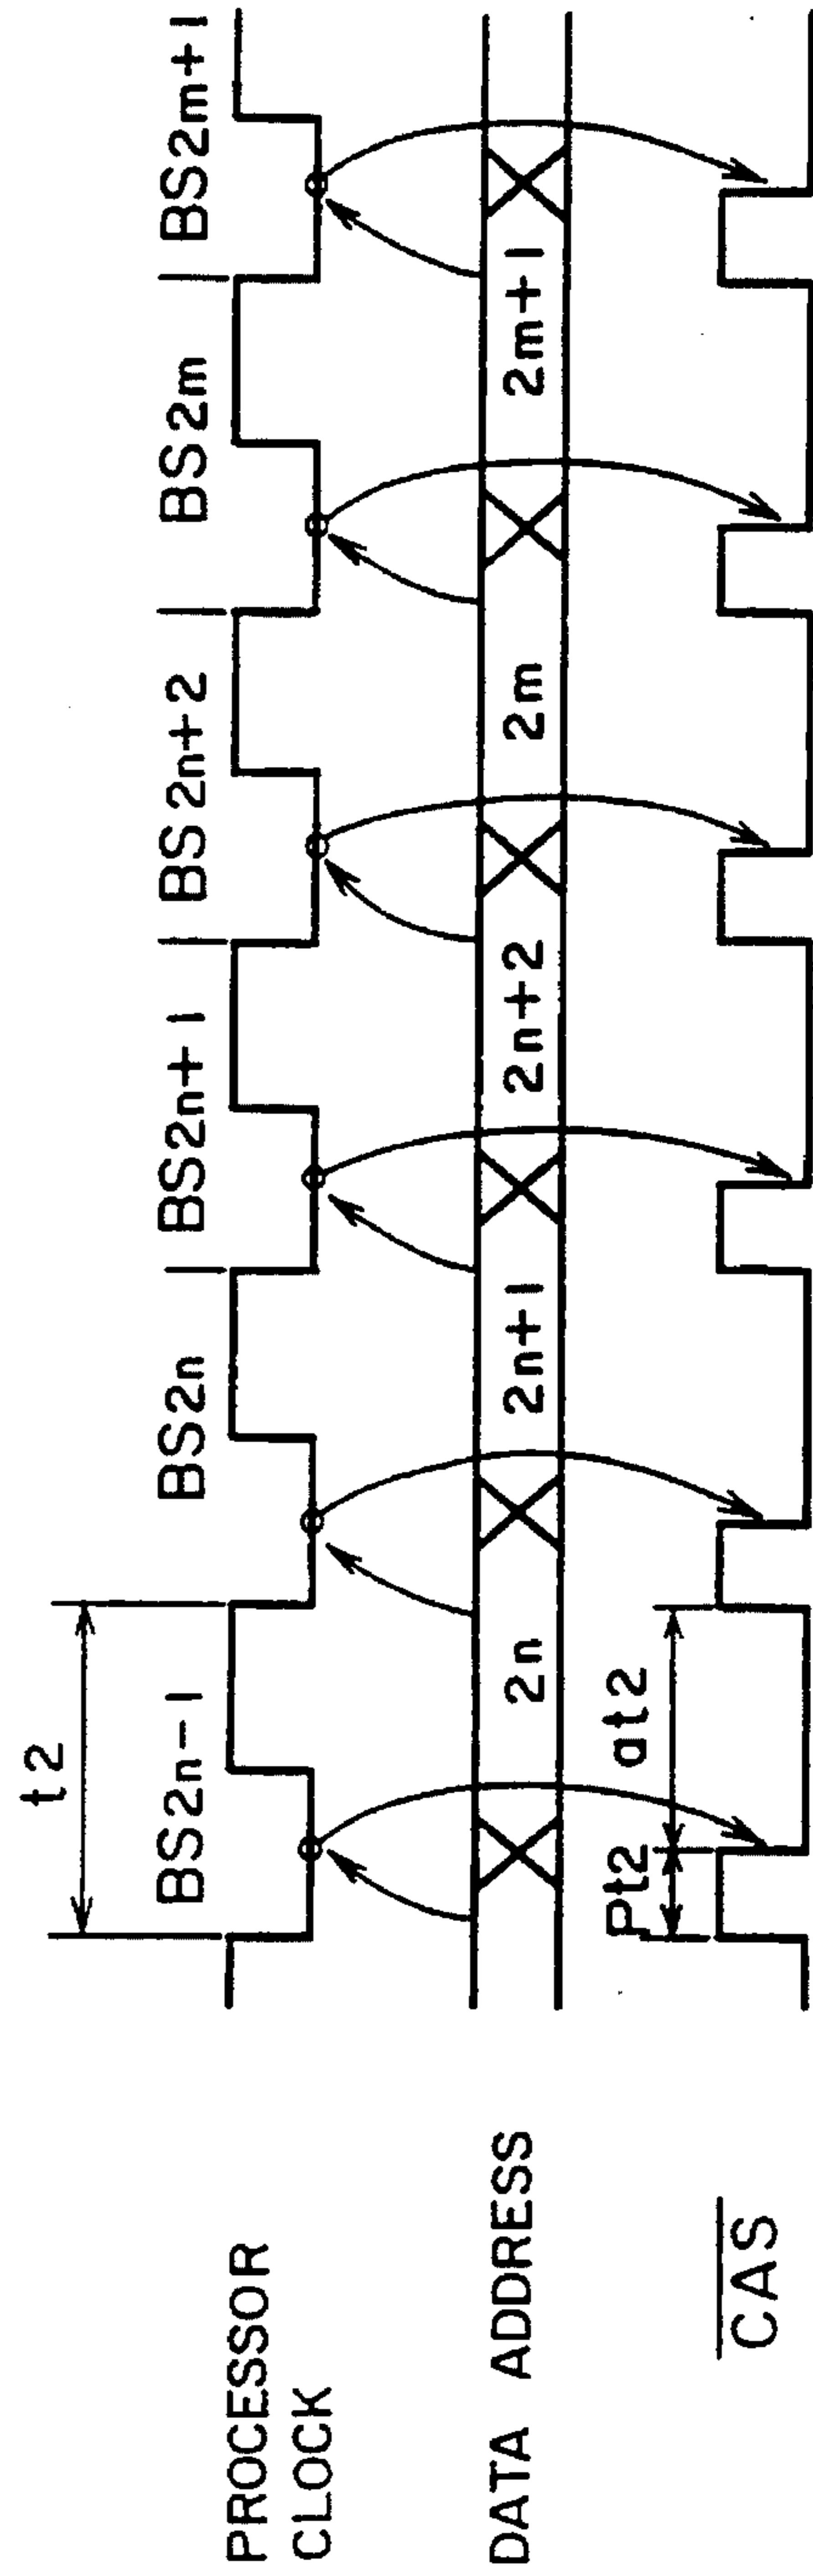 t2
BS2n-1 BS2n BS2n+1 BS2n+2 BS2m BS2m+1
PROCESSOR
CLOCK
DATA ADDRESS 2n 2n+1 2n+2 2m 2m+1
Pt2 at2
CAS